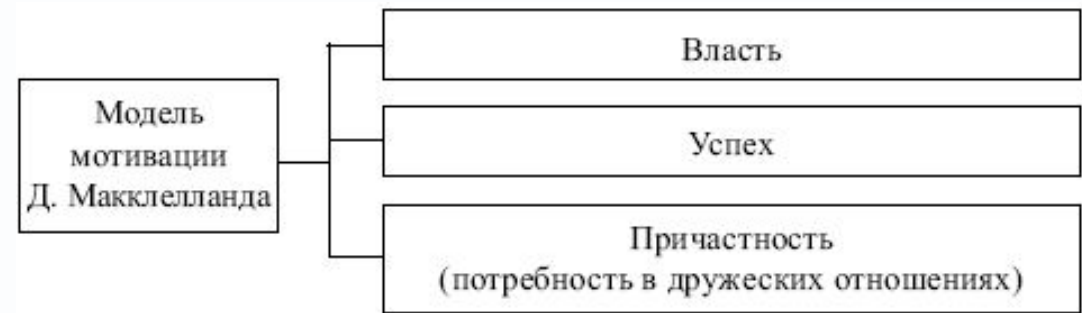 Модель
мотивации
Д. Макклелланда
Власть
Успех
Причастность
(потребность в дружеских отношениях)